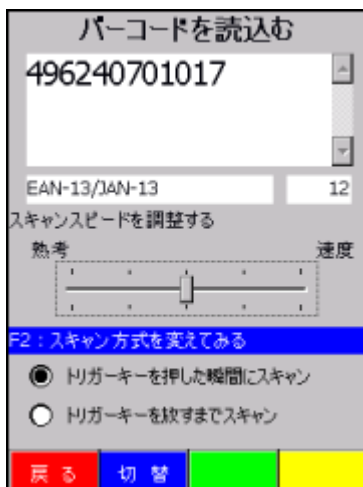 バーコードを読込む
496240701017
EAN-13/JAN-13 12
スキャンスピードを調整する
熟考 速度
F2：スキャン方式を変えてみる
トリガーキーを押した瞬間にスキャン
トリガーキーを放すまでスキャン
戻る 切替